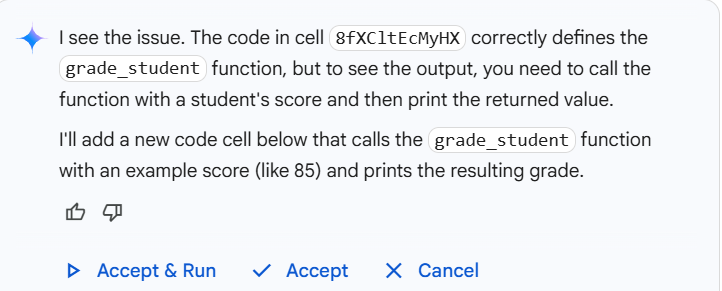 I see the issue. The code in cell 8fXCltEcMyHX correctly defines the
grade_student function, but to see the output, you need to call the
function with a student's score and then print the returned value.
I'll add a new code cell below that calls the grade_student function
with an example score (like 85) and prints the resulting grade.
Accept & Run Accept Cancel